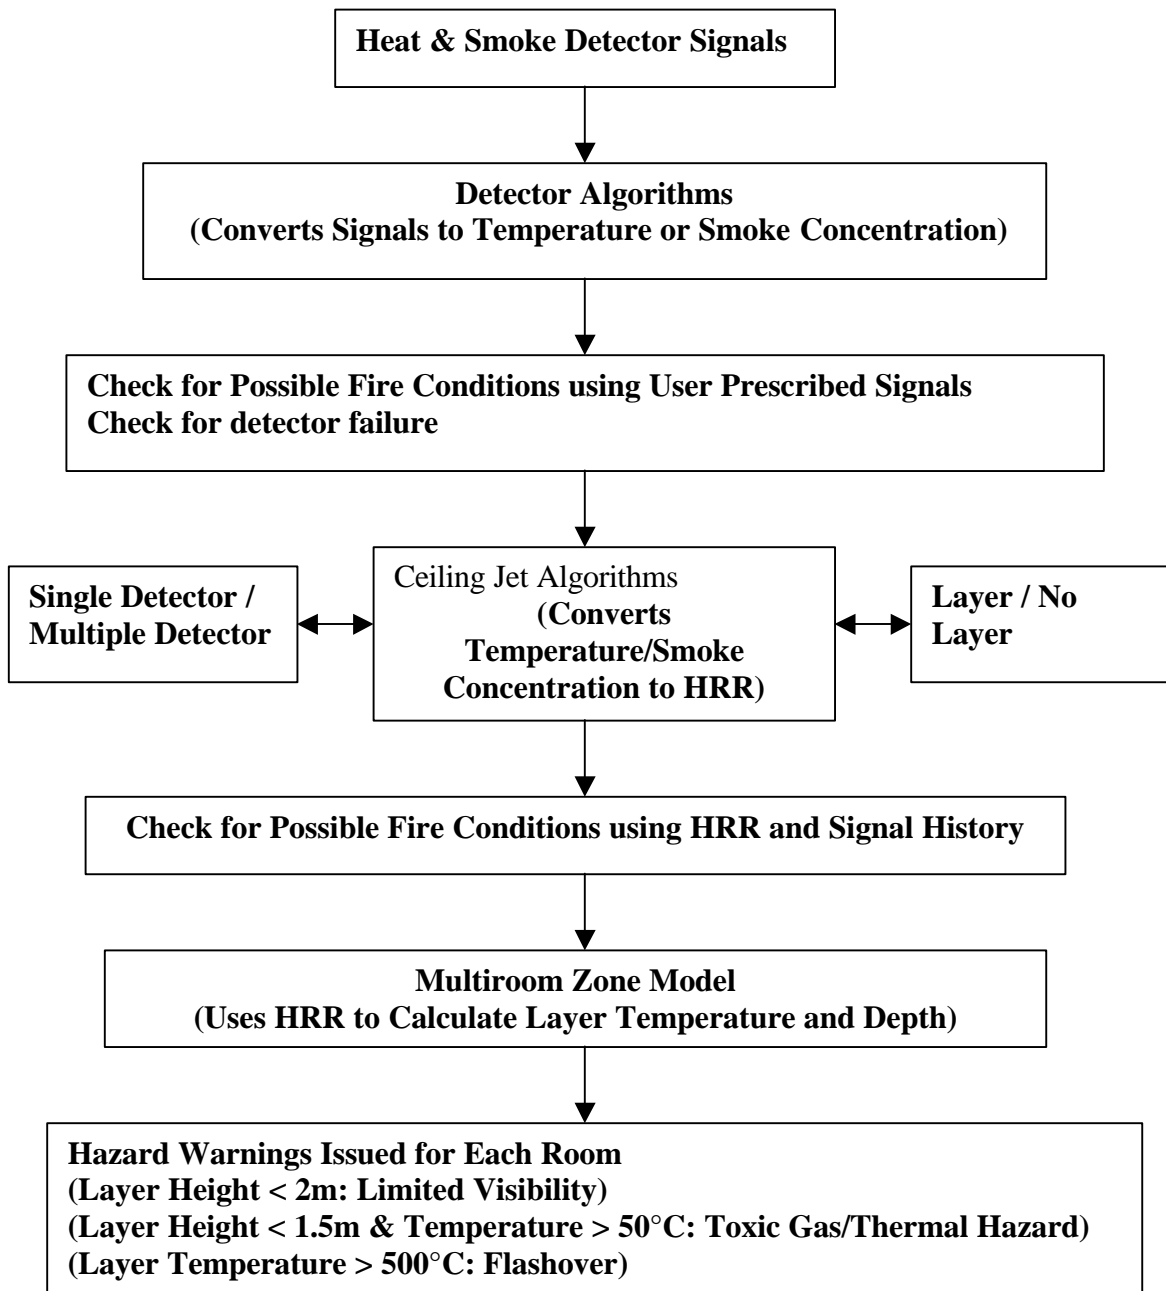 Heat & Smoke Detector Signals
Detector Algorithms
(Converts Signals to Temperature or Smoke Concentration)
Check for Possible Fire Conditions using User Prescribed Signals
Check for detector failure
Single Detector /
Multiple Detector
Ceiling Jet Algorithms
(Converts
Temperature/Smoke
Concentration to HRR)
Layer / No
Layer
Check for Possible Fire Conditions using HRR and Signal History
Multiroom Zone Model
(Uses HRR to Calculate Layer Temperature and Depth)
Hazard Warnings Issued for Each Room
(Layer Height < 2m: Limited Visibility)
(Layer Height < 1.5m & Temperature > 50°C: Toxic Gas/Thermal Hazard)
(Layer Temperature > 500°C: Flashover)